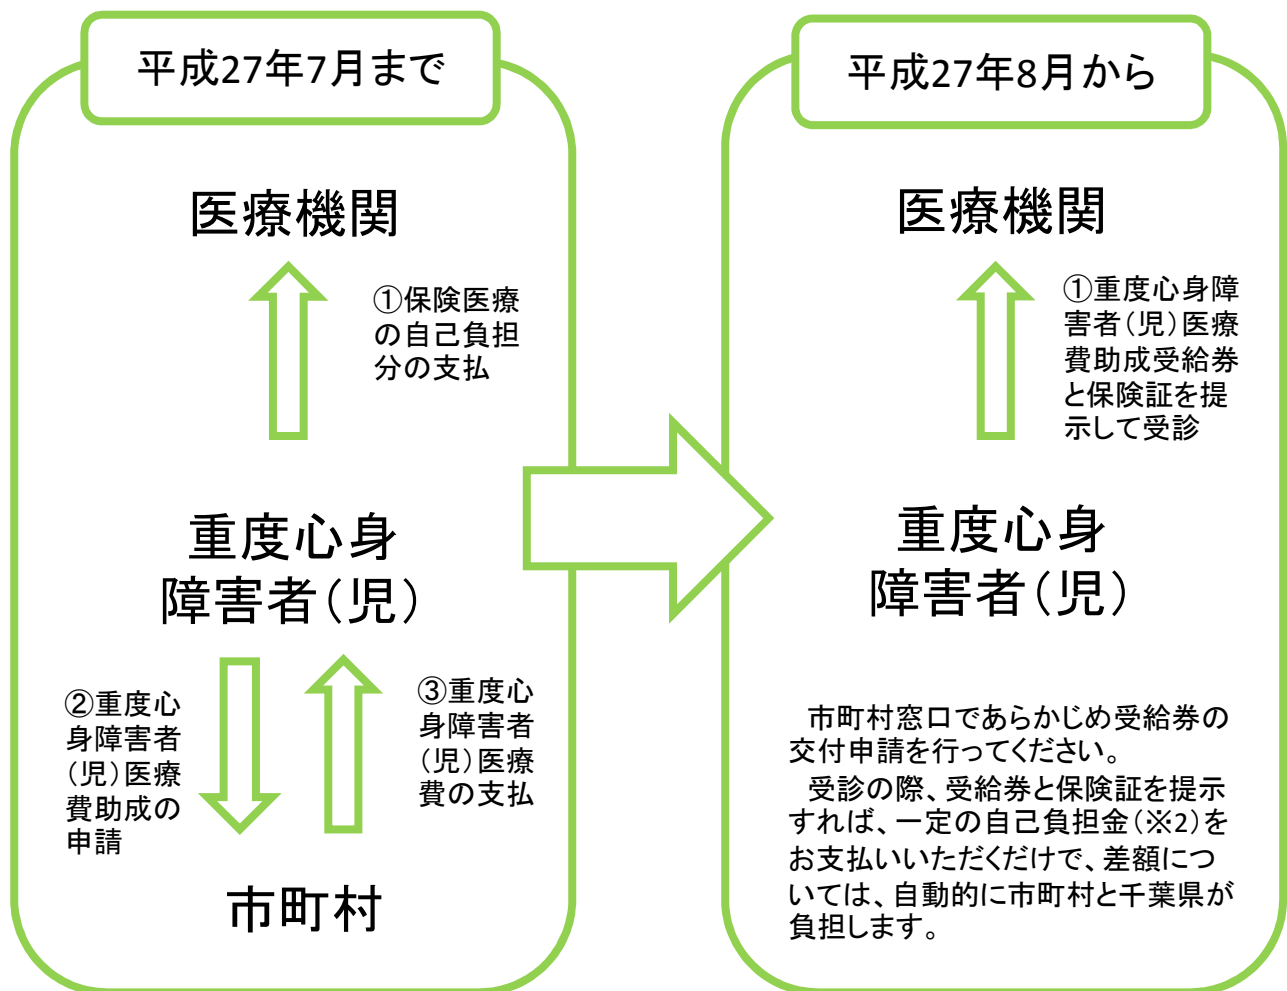 平成27年7月まで
医療機関
①保険医療
の自己負担
分の支払
重度心身
障害者(児)
②重度心
身障害者
(児)医療
費助成の
申請
③重度心
身障害者
(児)医療
費の支払
市町村
平成27年8月から
医療機関
①重度心身障
害者(児)医療
費助成受給券
と保険証を提
示して受診
重度心身
障害者(児)
市町村窓口であらかじめ受給券の
交付申請を行ってください。
受診の際、受給券と保険証を提示
すれば、一定の自己負担金(※2)を
お支払いいただくだけで、差額につ
いては、自動的に市町村と千葉県が
負担します。